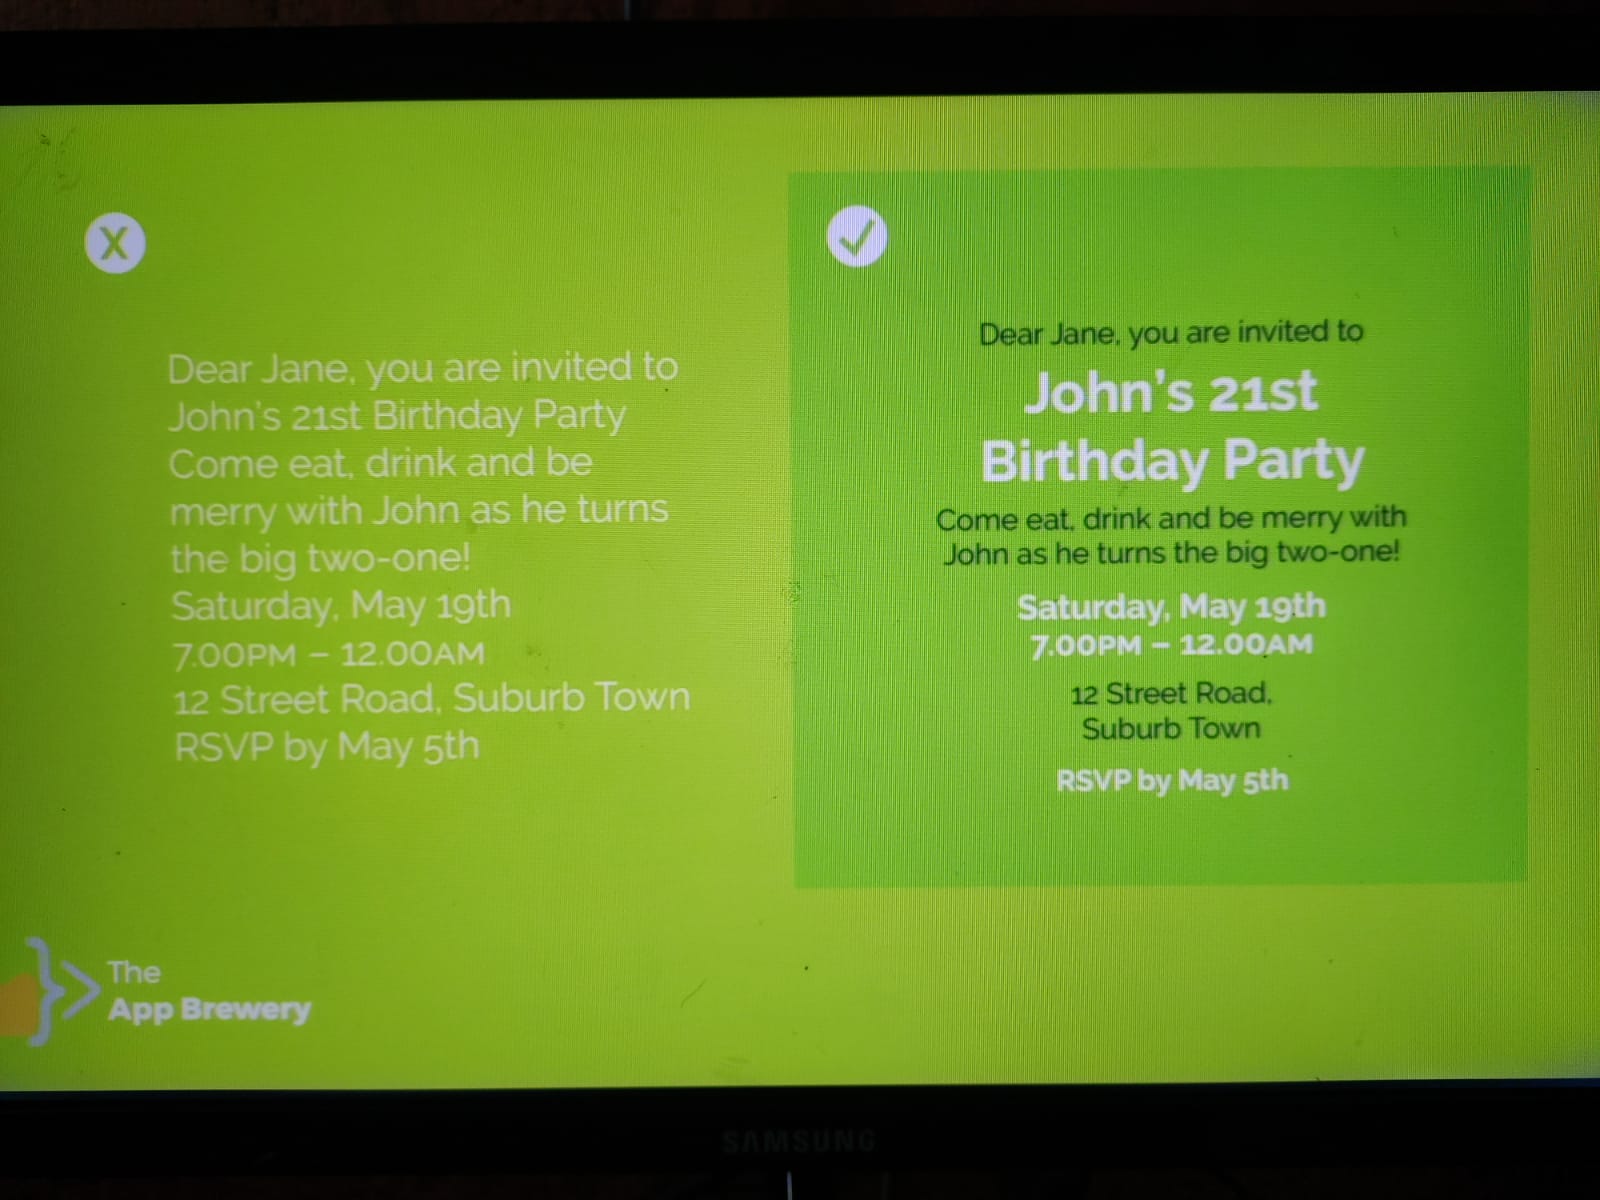 X
Dear Jane, you are invited to
John's 21st Birthday Party
Come eat, drink and be
merry with John as he turns
the big two-one!
Saturday, May 19th
7.00PM – 12.00AM
12 Street Road, Suburb Town
RSVP by May 5th
Dear Jane, you are invited to
John's 21st
Birthday Party
Come eat, drink and be merry with
John as he turns the big two-one!
Saturday, May 19th
7.00PM – 12.00AM
12 Street Road,
Suburb Town
RSVP by May 5th
The
App Brewery
SAMSUNG